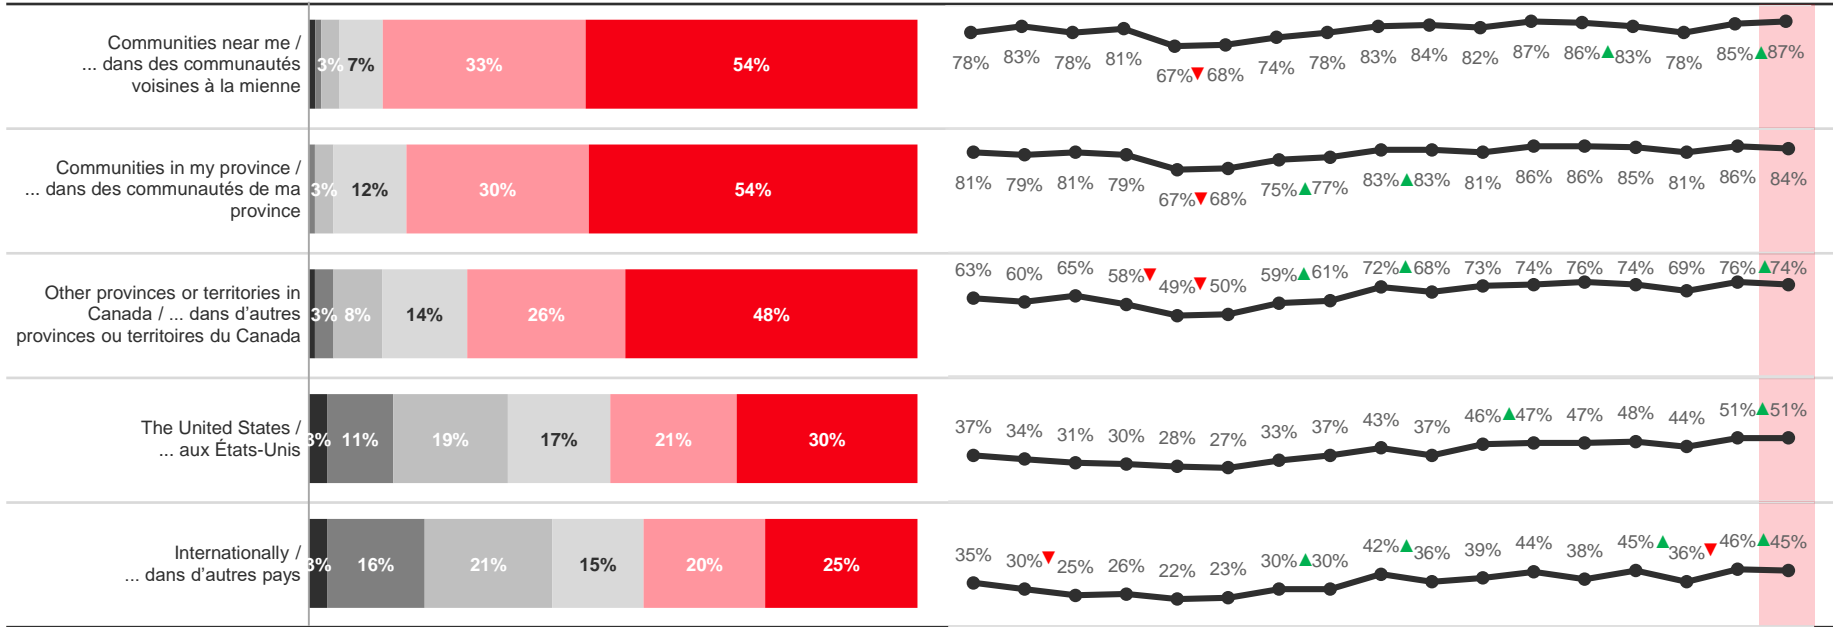 Communities near me /
... dans des communautés
voisines à la mienne
3% 7% 33% 54%
78% 83% 78% 81% 67% 68% 74% 78% 83% 84% 82% 87% 86% 83% 78% 85% 87%
Communities in my province /
... dans des communautés de ma
province
3% 12% 30% 54%
81% 79% 81% 79% 67% 68% 75% 77% 83% 83% 81% 86% 86% 85% 81% 86% 84%
Other provinces or territories in
Canada / ... dans d'autres
provinces ou territoires du Canada
3% 8% 14% 26% 48%
63% 60% 65% 58% 49% 50% 59% 61% 72% 68% 73% 74% 76% 74% 69% 76% 74%
The United States /
... aux États-Unis
3% 11% 19% 17% 21% 30%
37% 34% 31% 30% 28% 27% 33% 37% 43% 37% 46% 47% 47% 48% 44% 51% 51%
Internationally /
... dans d'autres pays
3% 16% 21% 15% 20% 25%
35% 30% 25% 26% 22% 23% 30% 30% 42% 36% 39% 44% 38% 45% 36% 46% 45%